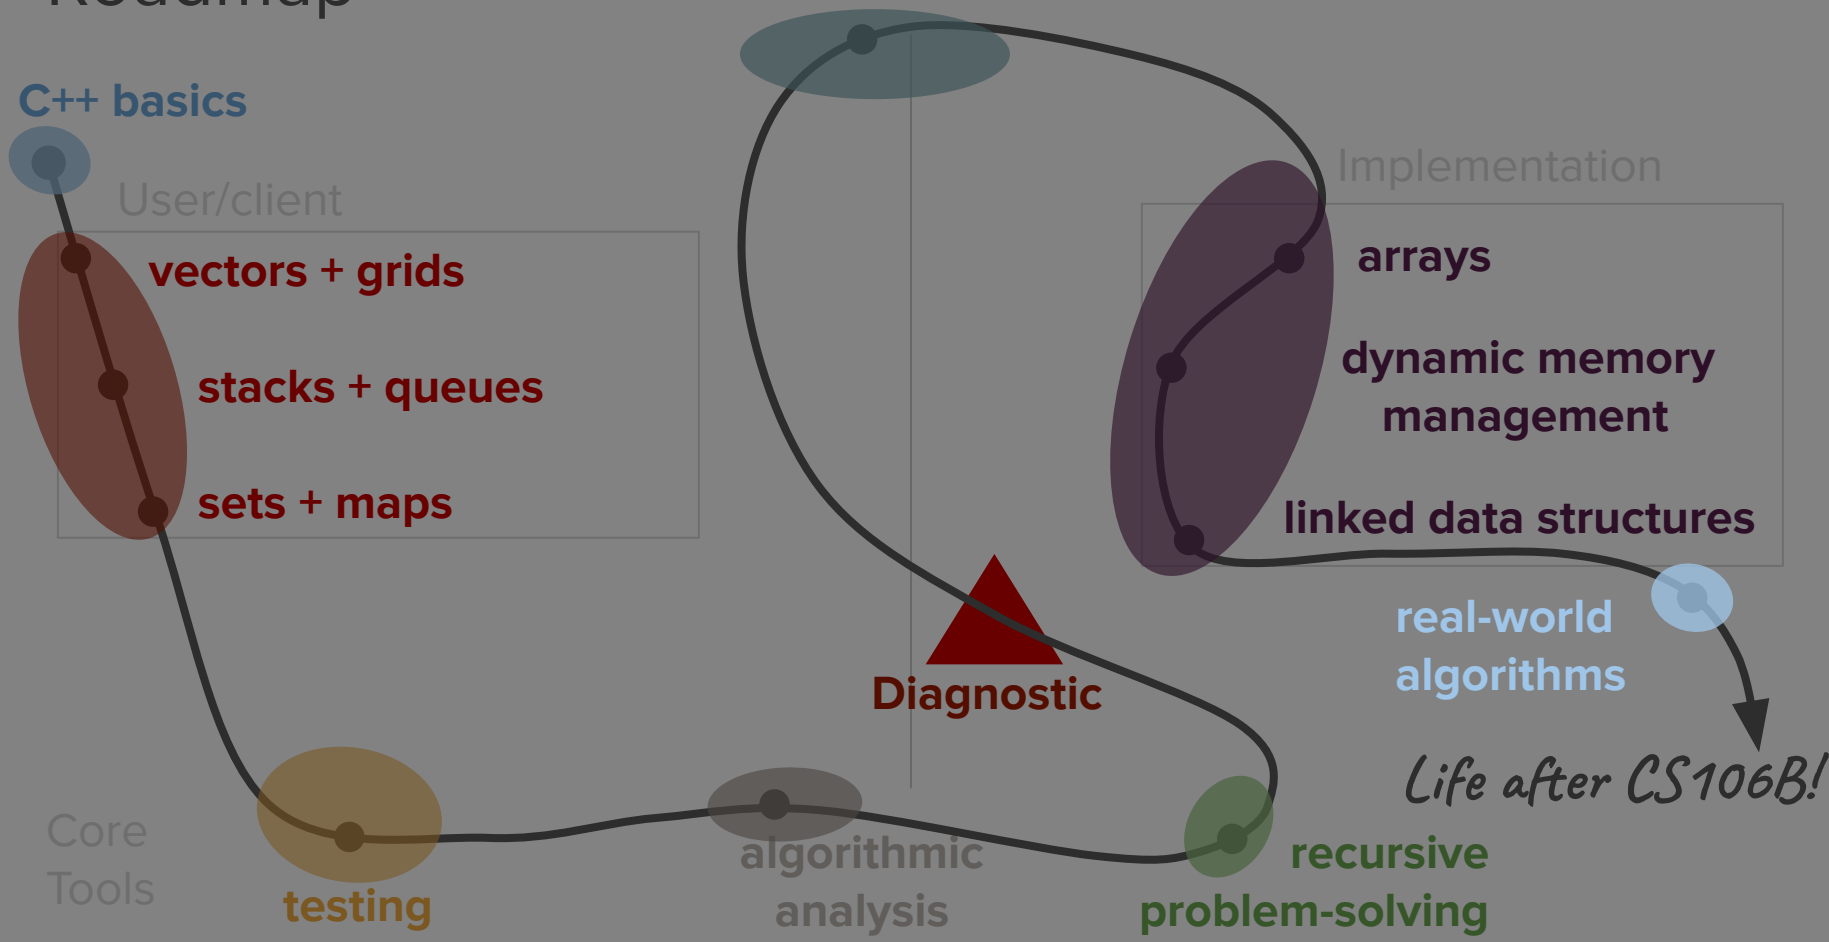 Roadmap
C++ basics
User/client
vectors + grids
stacks + queues
sets + maps
Core
Tools
testing
algorithmic
analysis
recursive
problem-solving
Diagnostic
Implementation
arrays
dynamic memory
management
linked data structures
real-world
algorithms
Life after CS106B!